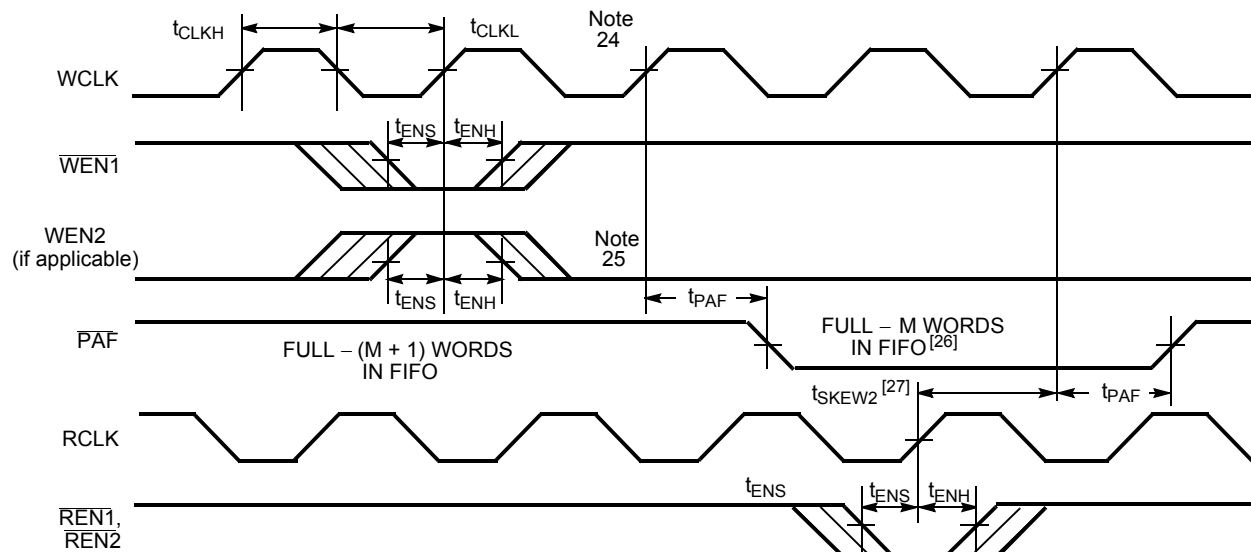 tCLKH
tCLKL
Note
24
WCLK
tENS
tENH
WEN1
WEN2
(if applicable)
Note
25
tENS
tENH
tPAF
PAF
FULL – (M + 1) WORDS
IN FIFO
FULL – M WORDS
IN FIFO[26]
tSKEW2[27]
tPAF
RCLK
tENS
tENS
tENH
REN1,
REN2